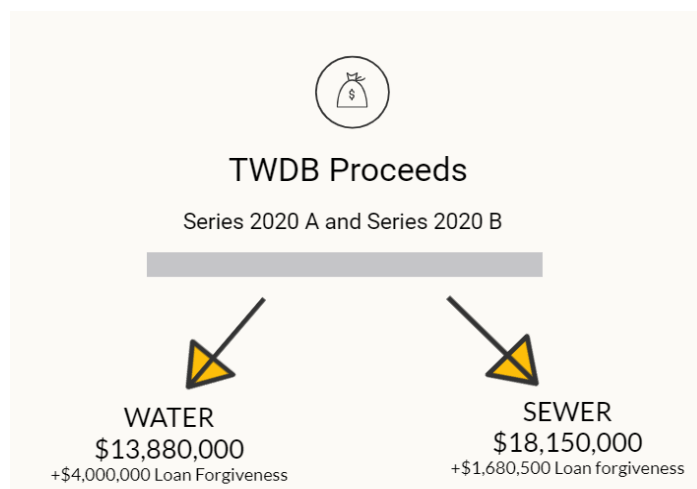 $
TWDB Proceeds
Series 2020 A and Series 2020 B
WATER
$13,880,000
+$4,000,000 Loan Forgiveness
SEWER
$18,150,000
+$1,680,500 Loan forgiveness